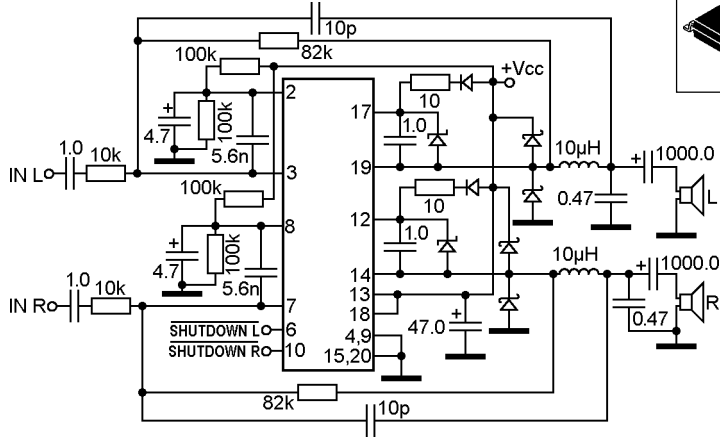 10p
82k
100k
+Vcc
2
10
17
+
4.7
100k
5.6n
1.0
10µH
+
1000.0
1.0
10k
IN L
3
19
0.47
L
100k
8
10
12
+
4.7
100k
5.6n
1.0
10µH
+
1000.0
1.0
10k
14
IN R
7
13
18
0.47
R
SHUTDOWN L
6
+
47.0
4,9
SHUTDOWN R
10
15,20
82k
10p